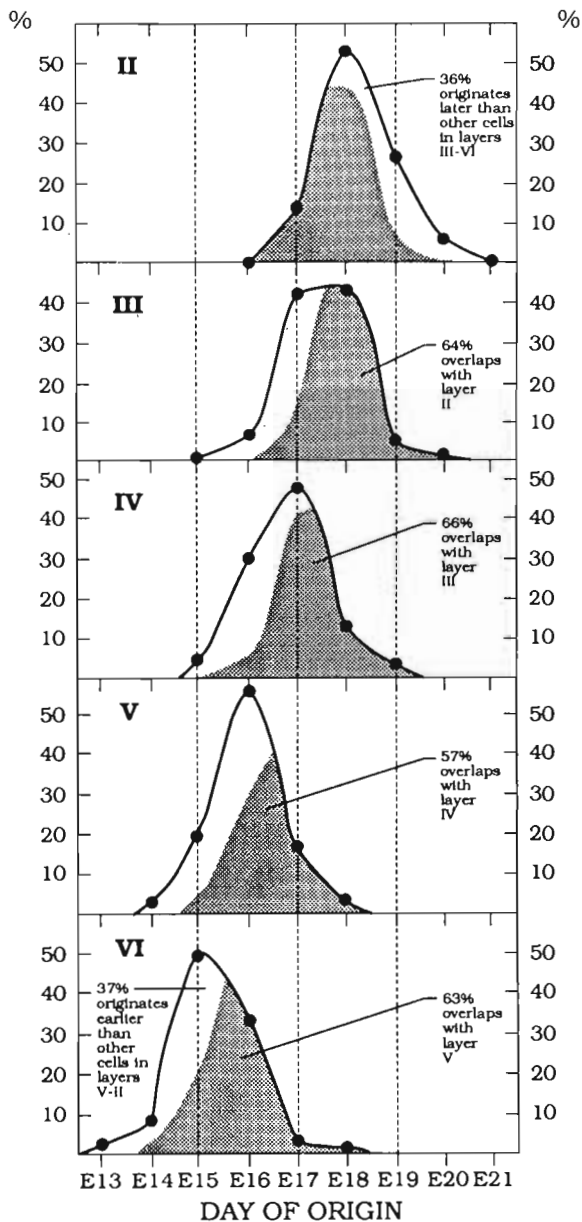 % %
II
50 50
40 40
30 30
20 20
10 10
36%
originates
later than
other cells
in layers
III-VI
III
40 40
30 30
20 20
10 10
64%
overlaps
with
layer
II
IV
50 50
40 40
30 30
20 20
10 10
66%
overlaps
with
layer
III
V
50 50
40 40
30 30
20 20
10 10
57%
overlaps
with
layer
IV
VI
50 50
40 40
30 30
20 20
10 10
37%
originates
earlier
than
other
cells in
layers
V-II
63%
overlaps
with
layer
V
E13 E14 E15 E16 E17 E18 E19 E20 E21
DAY OF ORIGIN